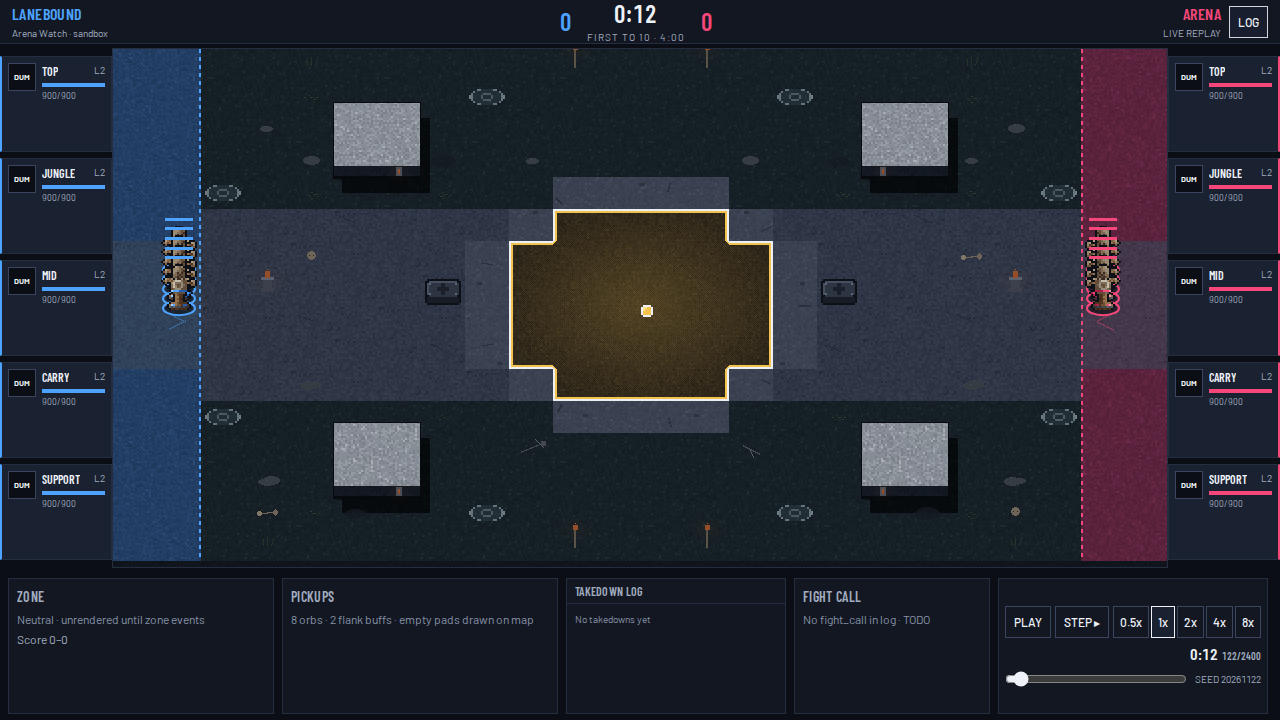 LANEBOUND
Arena Watch · sandbox
0
0:12
0
FIRST TO 10 · 4:00
ARENA
LIVE REPLAY
LOG
DUM
TOP
L2
900/900
DUM
JUNGLE
L2
900/900
DUM
MID
L2
900/900
DUM
CARRY
L2
900/900
DUM
SUPPORT
L2
900/900
DUM
TOP
L2
900/900
DUM
JUNGLE
L2
900/900
DUM
MID
L2
900/900
DUM
CARRY
L2
900/900
DUM
SUPPORT
L2
900/900
ZONE
Neutral · unrendered until zone events
Score 0–0
PICKUPS
8 orbs · 2 flank buffs · empty pads drawn on map
TAKEDOWN LOG
No takedowns yet
FIGHT CALL
No fight_call in log · TODO
PLAY
STEP ▸
0.5x
1x
2x
4x
8x
0:12 122/2400
SEED 20261122